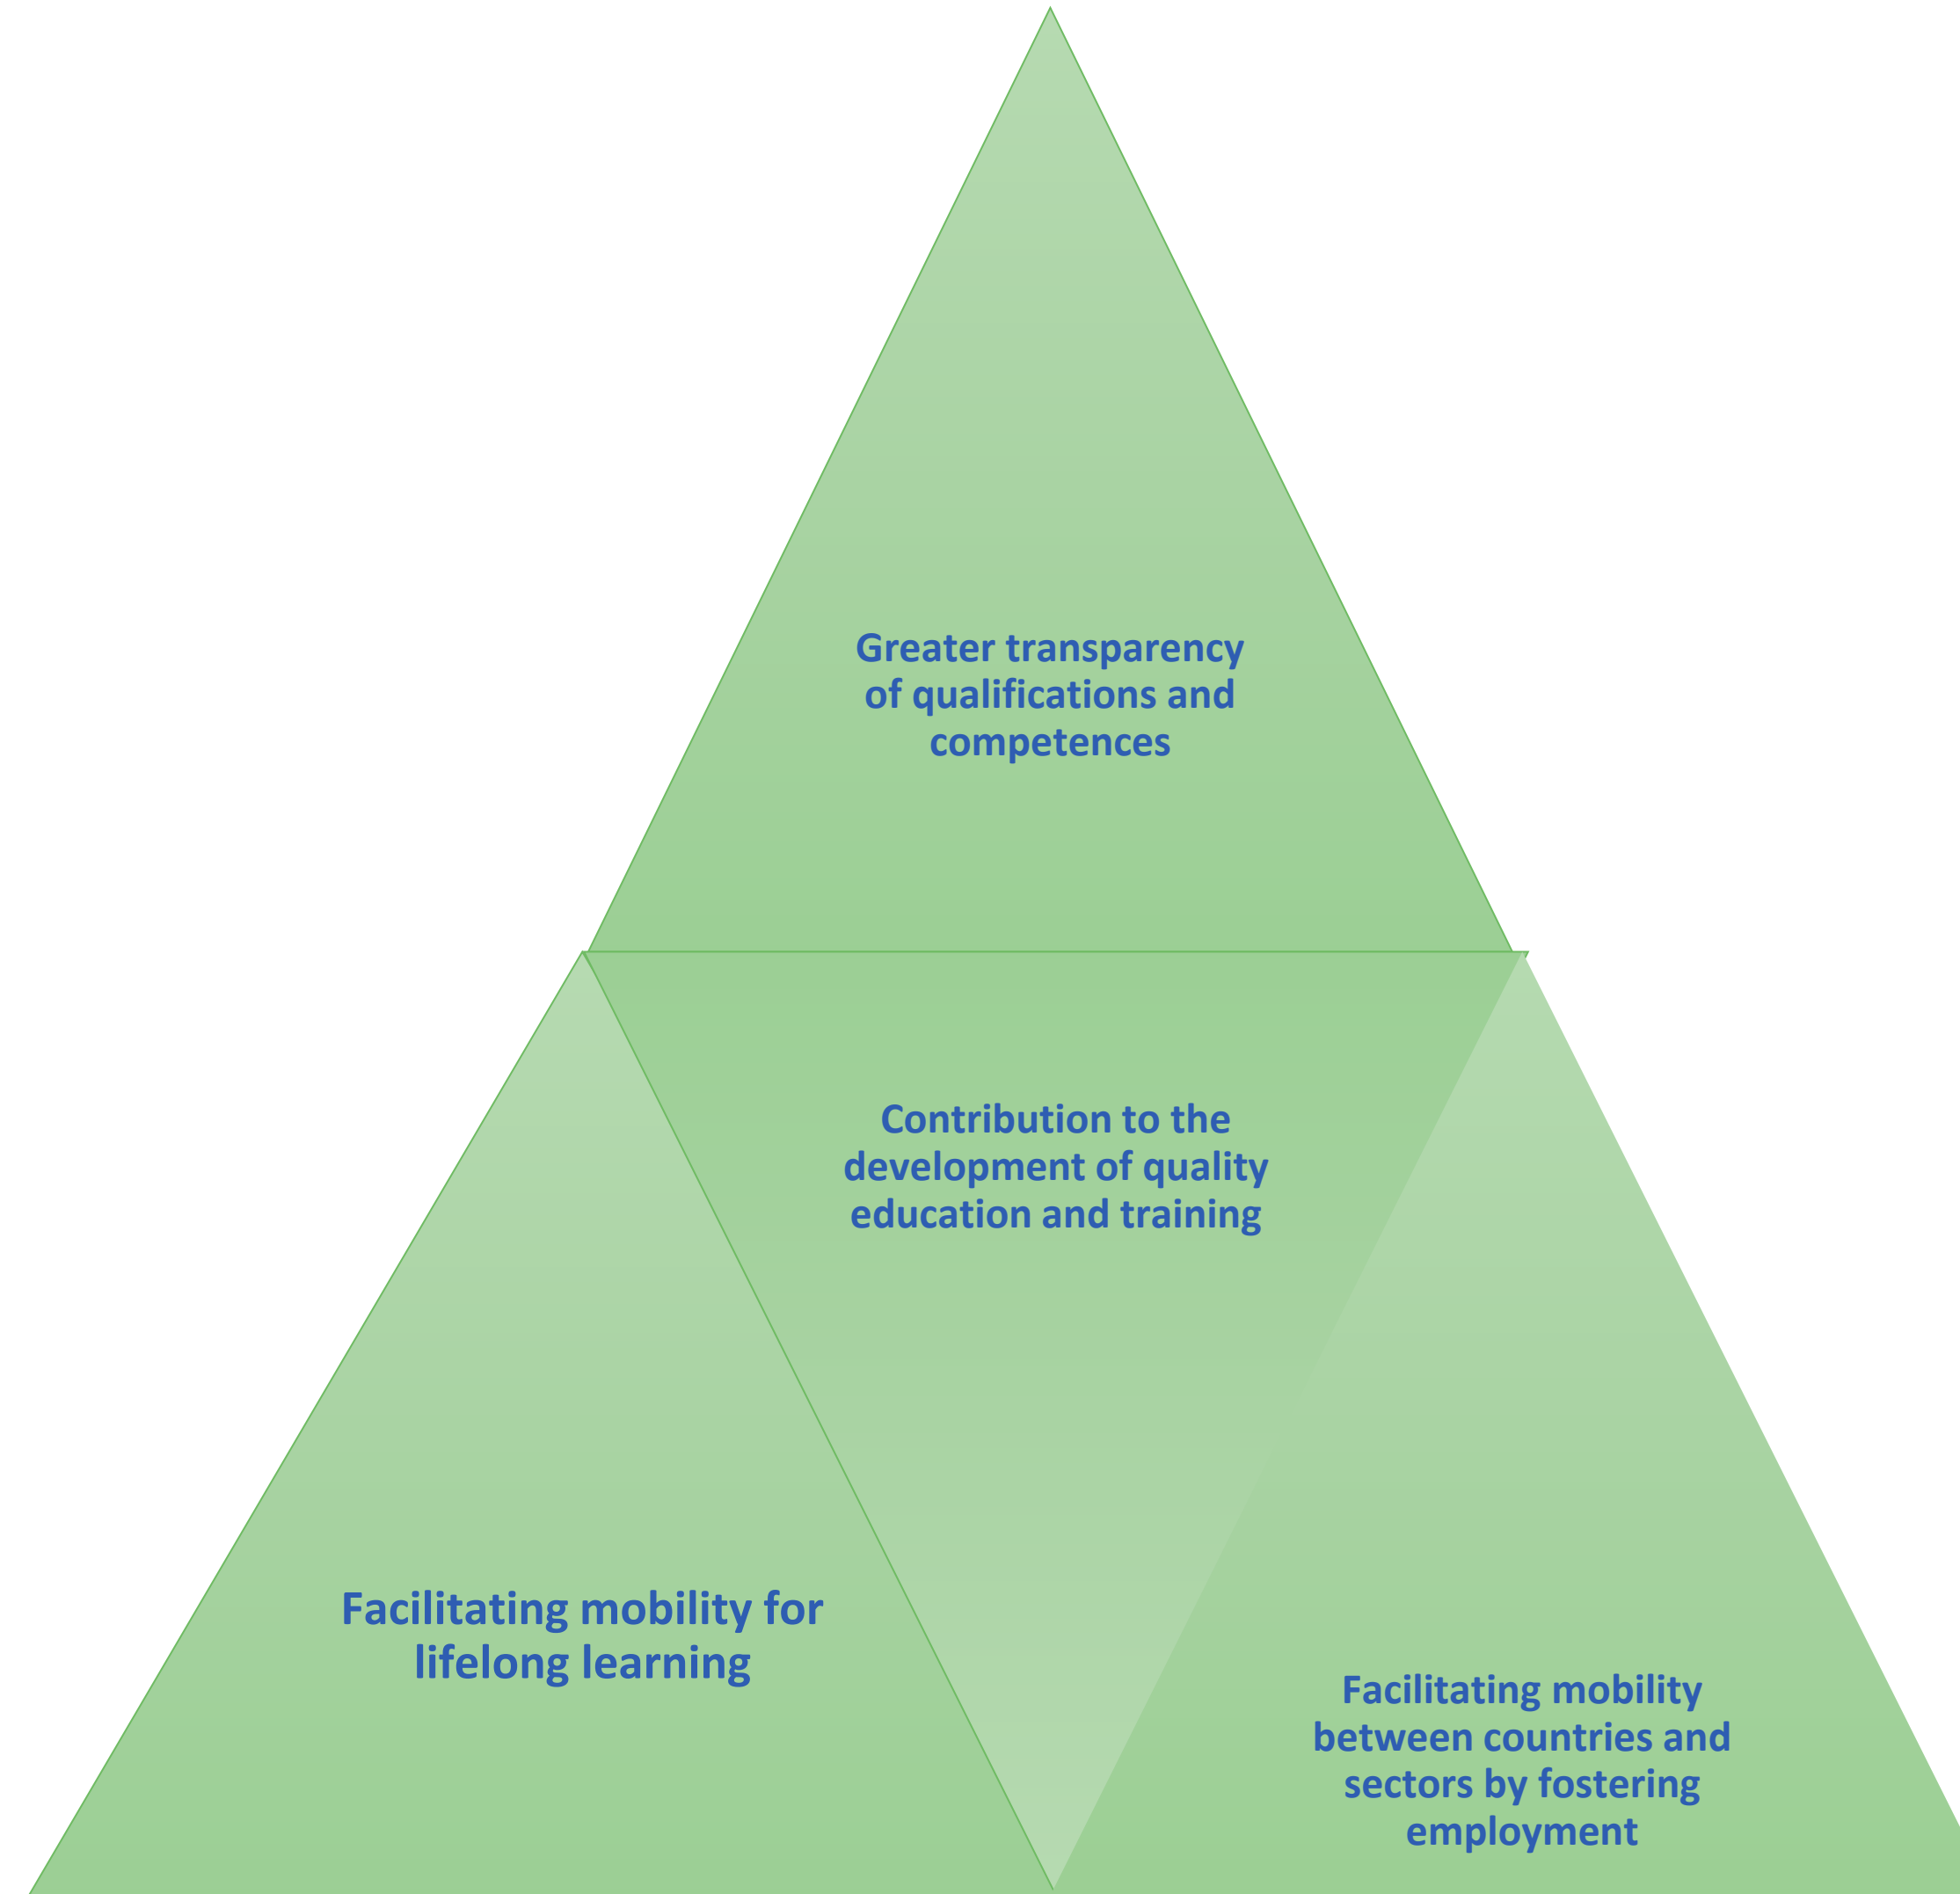 Greater transparency
of qualifications and
competences
Contribution to the
development of quality
education and training
Facilitating mobility for
lifelong learning
Facilitating mobility
between countries and
sectors by fostering
employment